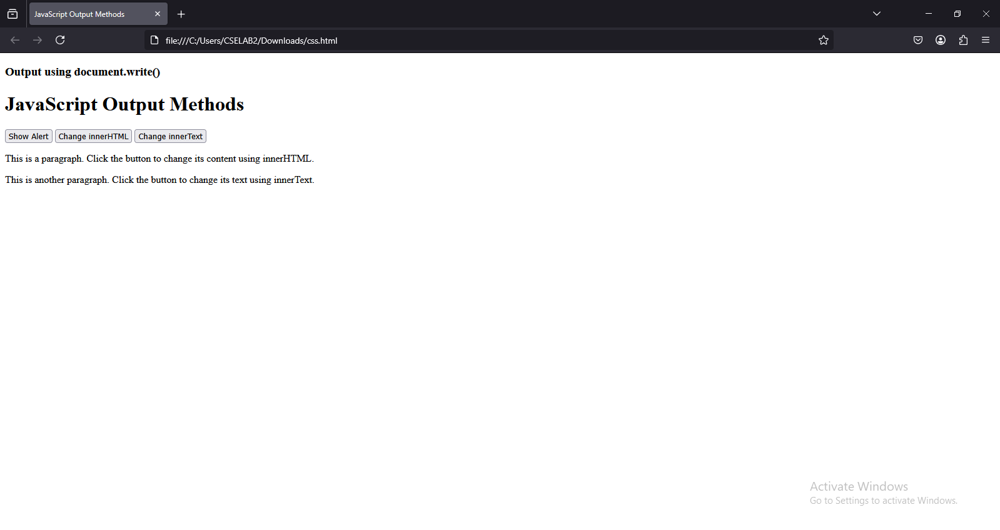 JavaScript Output Methods
file:///C:/Users/CSELAB2/Downloads/css.html
Output using document.write()
JavaScript Output Methods
Show Alert Change innerHTML Change innerText
This is a paragraph. Click the button to change its content using innerHTML.
This is another paragraph. Click the button to change its text using innerText.
Activate Windows
Go to Settings to activate Windows.